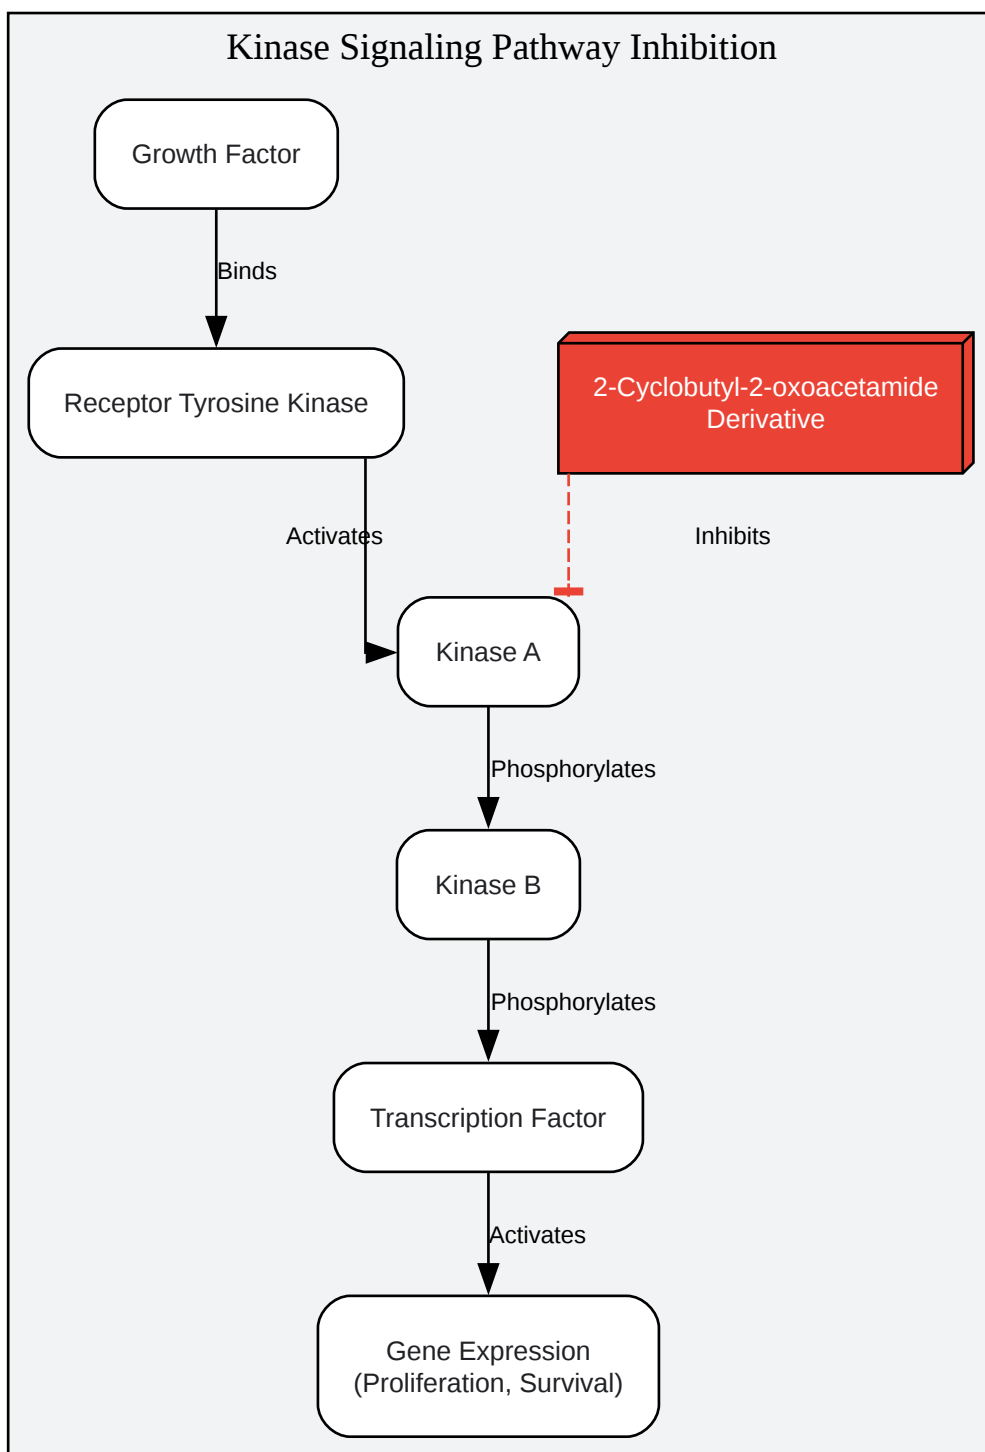 Kinase Signaling Pathway Inhibition
Growth Factor
Binds
Receptor Tyrosine Kinase
2-Cyclobutyl-2-oxoacetamide
Derivative
Activates
Inhibits
Kinase A
Phosphorylates
Kinase B
Phosphorylates
Transcription Factor
Activates
Gene Expression
(Proliferation, Survival)